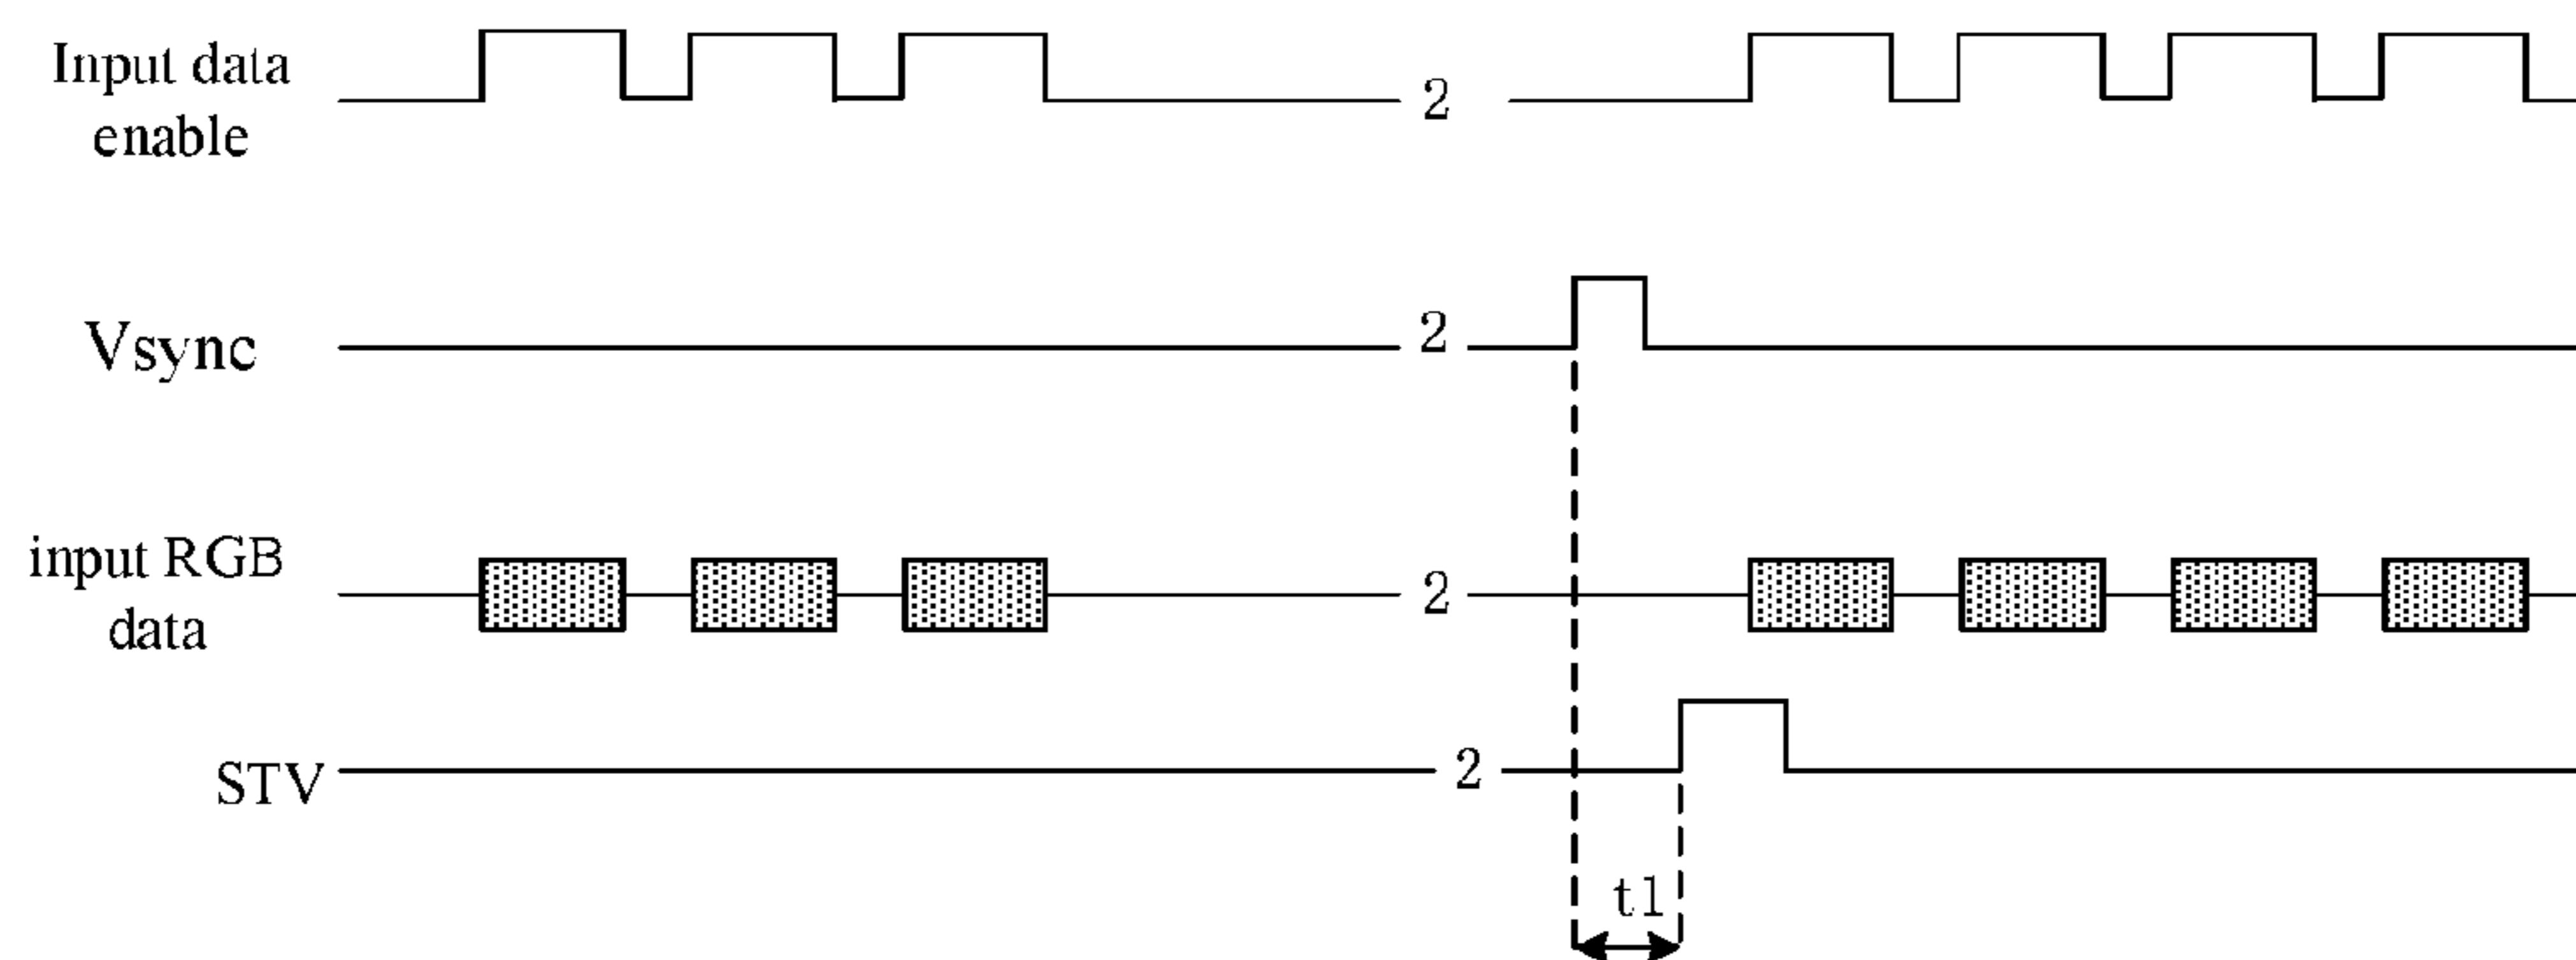 Input data
enable
2
Vsync
2
input RGB
data
2
STV
2
t1